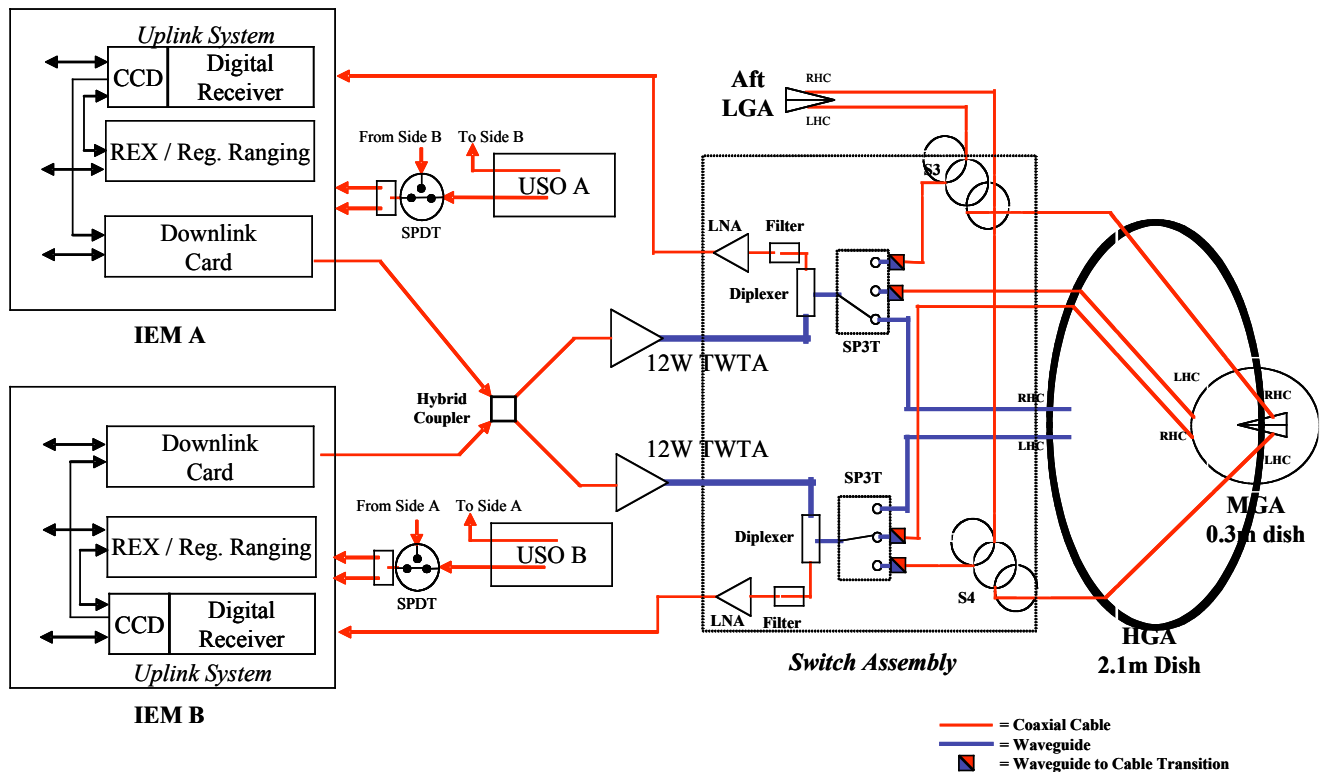 Uplink System
CCD
Digital
Receiver
REX / Reg. Ranging
Downlink
Card
IEM A
From Side B
To Side B
USO A
SPDT
Aft
LGA
RHC
LHC
S3
LNA
Filter
Diplexer
SP3T
12W TWTA
Hybrid
Coupler
RHC
LHC
LHC
RHC
RHC
LHC
MGA
0.3m dish
12W TWTA
SP3T
Diplexer
LNA
Filter
S4
HGA
2.1m Dish
Switch Assembly
Downlink
Card
REX / Reg. Ranging
From Side A
To Side A
USO B
SPDT
CCD
Digital
Receiver
Uplink System
IEM B
= Coaxial Cable
= Waveguide
= Waveguide to Cable Transition